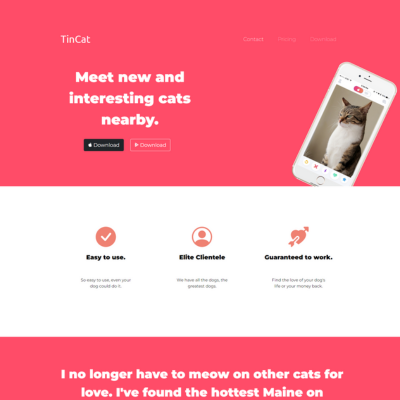 TinCat
Contact Pricing Download
Meet new and
interesting cats
nearby.
Download Download
Easy to use. Elite Clientele Guaranteed to work.
So easy to use, even your We have all the dogs, the Find the love of your dog's
dog could do it. greatest dogs. life or your money back.
I no longer have to meow on other cats for
love. I've found the hottest Maine on